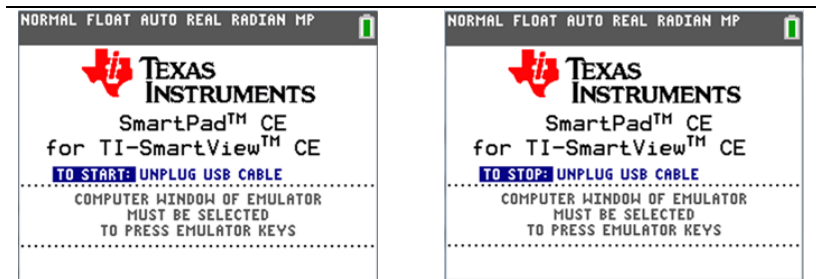 NORMAL FLOAT AUTO REAL RADIAN MP
TEXAS
INSTRUMENTS
SmartPad™ CE
for TI-SmartView™ CE
TO START: UNPLUG USB CABLE
COMPUTER WINDOW OF EMULATOR
MUST BE SELECTED
TO PRESS EMULATOR KEYS
NORMAL FLOAT AUTO REAL RADIAN MP
TEXAS
INSTRUMENTS
SmartPad™ CE
for TI-SmartView™ CE
TO STOP: UNPLUG USB CABLE
COMPUTER WINDOW OF EMULATOR
MUST BE SELECTED
TO PRESS EMULATOR KEYS